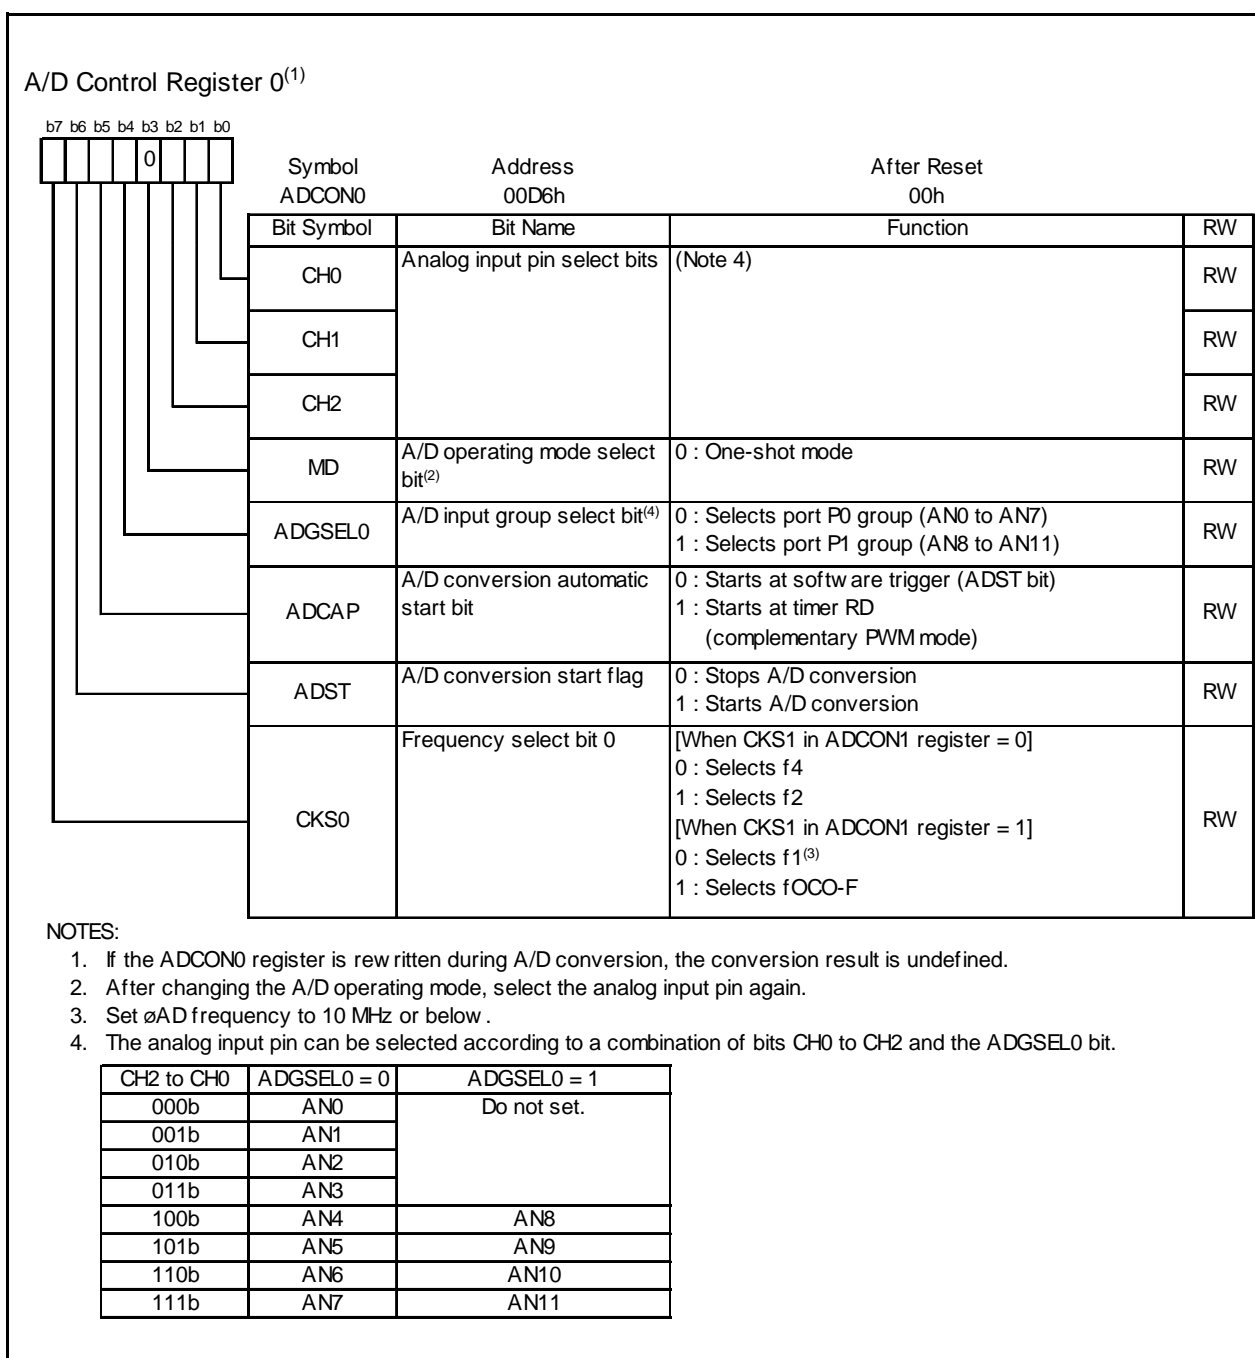 A/D Control Register 0(1)
b7 b6 b5 b4 b3 b2 b1 b0
0
Symbol Address After Reset
ADCON0 00D6h 00h
Bit Symbol Bit Name Function RW
CH0 Analog input pin select bits (Note 4) RW
CH1 RW
CH2 RW
MD A/D operating mode select bit(2) 0 : One-shot mode RW
ADGSEL0 A/D input group select bit(4) 0 : Selects port P0 group (AN0 to AN7)
1 : Selects port P1 group (AN8 to AN11) RW
ADCAP A/D conversion automatic start bit 0 : Starts at software trigger (ADST bit)
1 : Starts at timer RD
(complementary PWM mode) RW
ADST A/D conversion start flag 0 : Stops A/D conversion
1 : Starts A/D conversion RW
CKS0 Frequency select bit 0 [When CKS1 in ADCON1 register = 0]
0 : Selects f4
1 : Selects f2
[When CKS1 in ADCON1 register = 1]
0 : Selects f1(3)
1 : Selects fOCO-F RW
NOTES:
1. If the ADCON0 register is rewritten during A/D conversion, the conversion result is undefined.
2. After changing the A/D operating mode, select the analog input pin again.
3. Set øAD frequency to 10 MHz or below.
4. The analog input pin can be selected according to a combination of bits CH0 to CH2 and the ADGSEL0 bit.
CH2 to CH0 ADGSEL0 = 0 ADGSEL0 = 1
000b AN0 Do not set.
001b AN1
010b AN2
011b AN3
100b AN4 AN8
101b AN5 AN9
110b AN6 AN10
111b AN7 AN11